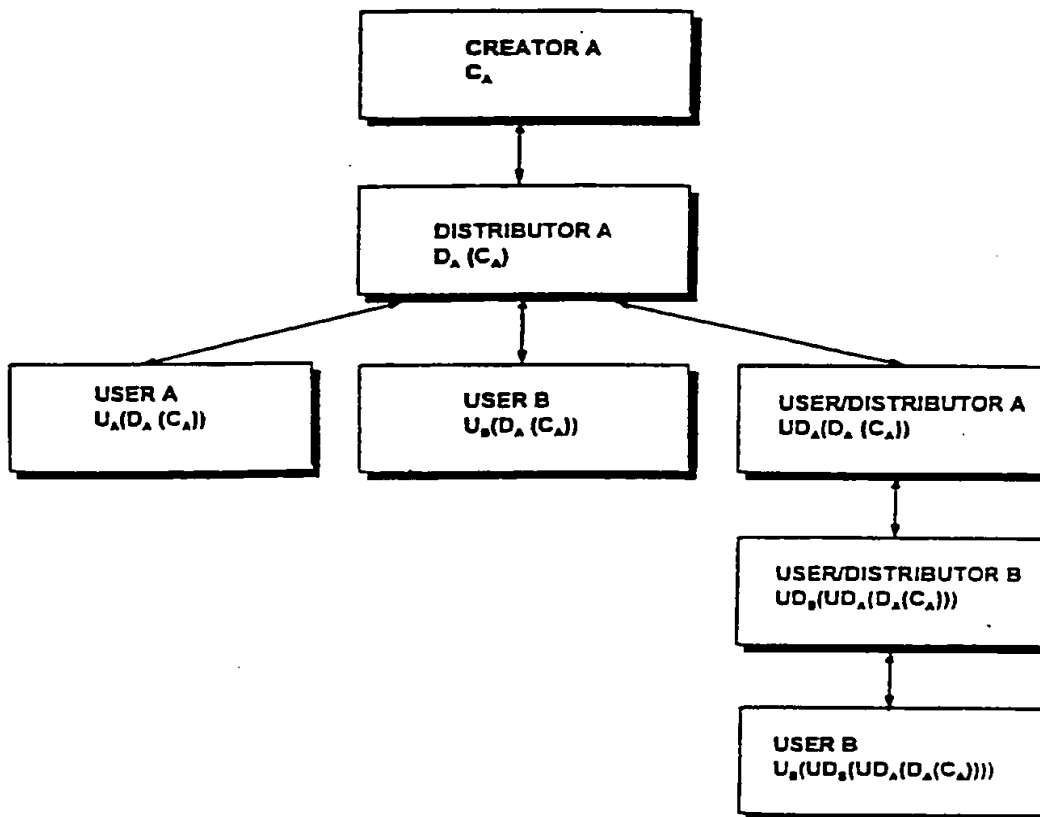 CREATOR A
C_A
DISTRIBUTOR A
D_A (C_A)
USER A
U_A(D_A (C_A))
USER B
U_B(D_A (C_A))
USER/DISTRIBUTOR A
UD_A(D_A (C_A))
USER/DISTRIBUTOR B
UD_B(UD_A(D_A(C_A)))
USER B
U_B(UD_B(UD_A(D_A(C_A))))